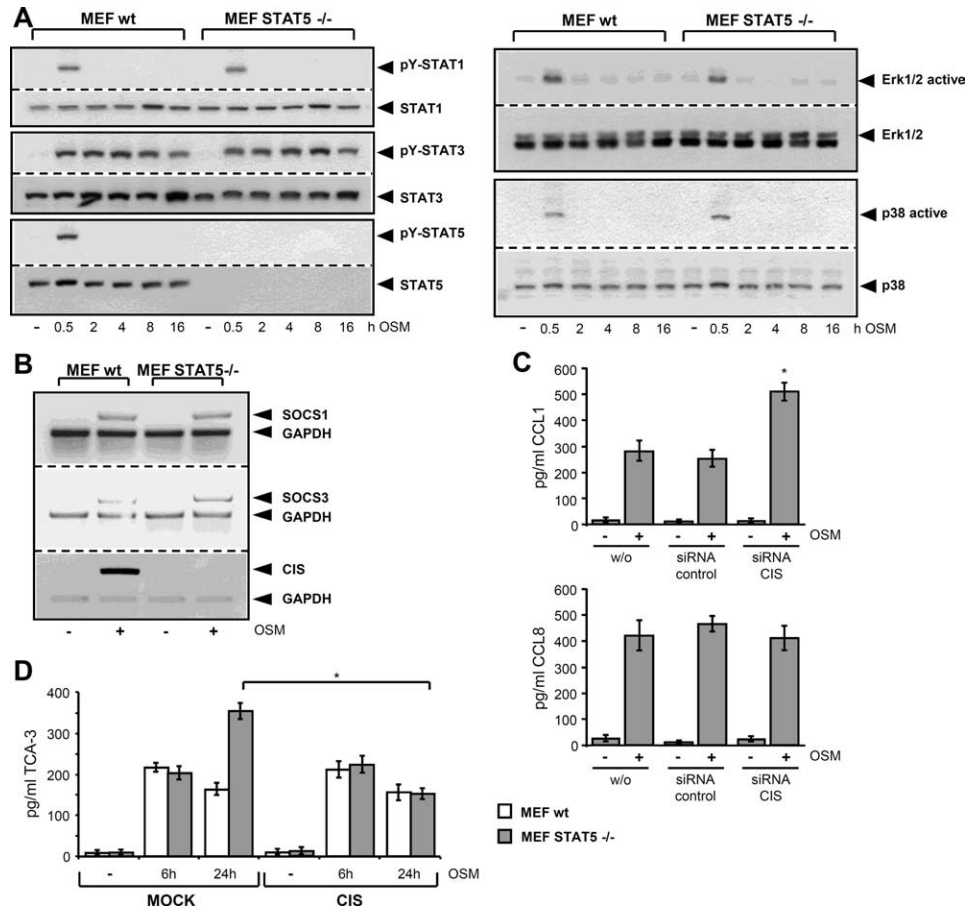 A
MEF wt MEF STAT5 -/-
pY-STAT1
STAT1
pY-STAT3
STAT3
pY-STAT5
STAT5
- 0.5 2 4 8 16 - 0.5 2 4 8 16 h OSM
MEF wt MEF STAT5 -/-
Erk1/2 active
Erk1/2
p38 active
p38
- 0.5 2 4 8 16 - 0.5 2 4 8 16 h OSM
B
MEF wt MEF STAT5-/-
SOCS1
GAPDH
SOCS3
GAPDH
CIS
GAPDH
- + - + OSM
C
pg/ml CCL1
600
500
400
300
200
100
0
*
- + - + - + OSM
w/o siRNA control siRNA CIS
pg/ml CCL8
600
500
400
300
200
100
0
- + - + - + OSM
w/o siRNA control siRNA CIS
D
pg/ml TCA-3
400
300
200
100
0
*
- 6h 24h - 6h 24h OSM
MOCK CIS
MEF wt
MEF STAT5 -/-